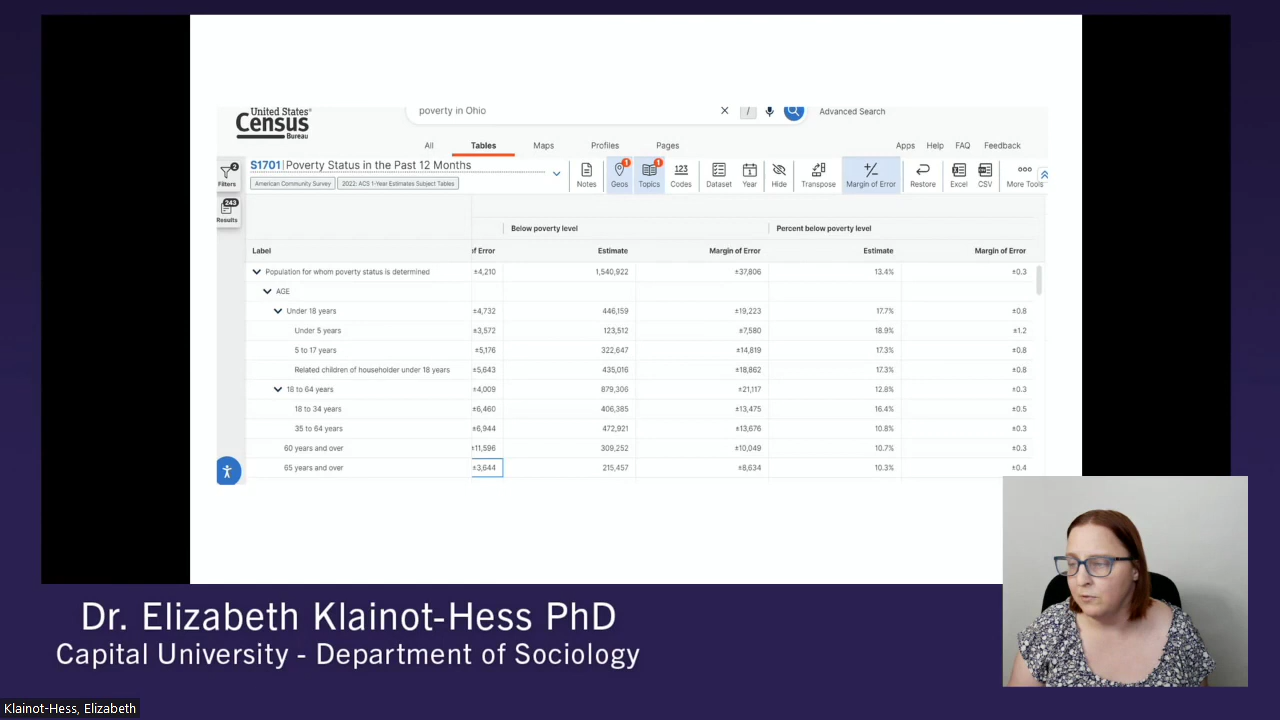 poverty in Ohio
/
Advanced Search
United States®
Census
Bureau
All
Tables
Maps
Profiles
Pages
Apps
Help
FAQ
Feedback
S1701 | Poverty Status in the Past 12 Months
American Community Survey
2022: ACS 1-Year Estimates Subject Tables
2
Filters
243
Results
Notes
1
Geos
1
Topics
123
Codes
Dataset
Year
Hide
Transpose
+/-
Margin of Error
Restore
Excel
CSV
More Tools
Below poverty level
Percent below poverty level
Label of Error Estimate Margin of Error Estimate Margin of Error
Population for whom poverty status is determined ±4,210 1,540,922 ±37,806 13.4% ±0.3
AGE
Under 18 years ±4,732 446,159 ±19,223 17.7% ±0.8
Under 5 years ±3,572 123,512 ±7,580 18.9% ±1.2
5 to 17 years ±5,176 322,647 ±14,819 17.3% ±0.8
Related children of householder under 18 years ±5,643 435,016 ±18,862 17.3% ±0.8
18 to 64 years ±4,009 879,306 ±21,117 12.8% ±0.3
18 to 34 years ±6,460 406,385 ±13,475 16.4% ±0.5
35 to 64 years ±6,944 472,921 ±13,676 10.8% ±0.3
60 years and over ±11,596 309,252 ±10,049 10.7% ±0.3
65 years and over ±3,644 215,457 ±8,634 10.3% ±0.4
Dr. Elizabeth Klainot-Hess PhD
Capital University - Department of Sociology
Klainot-Hess, Elizabeth